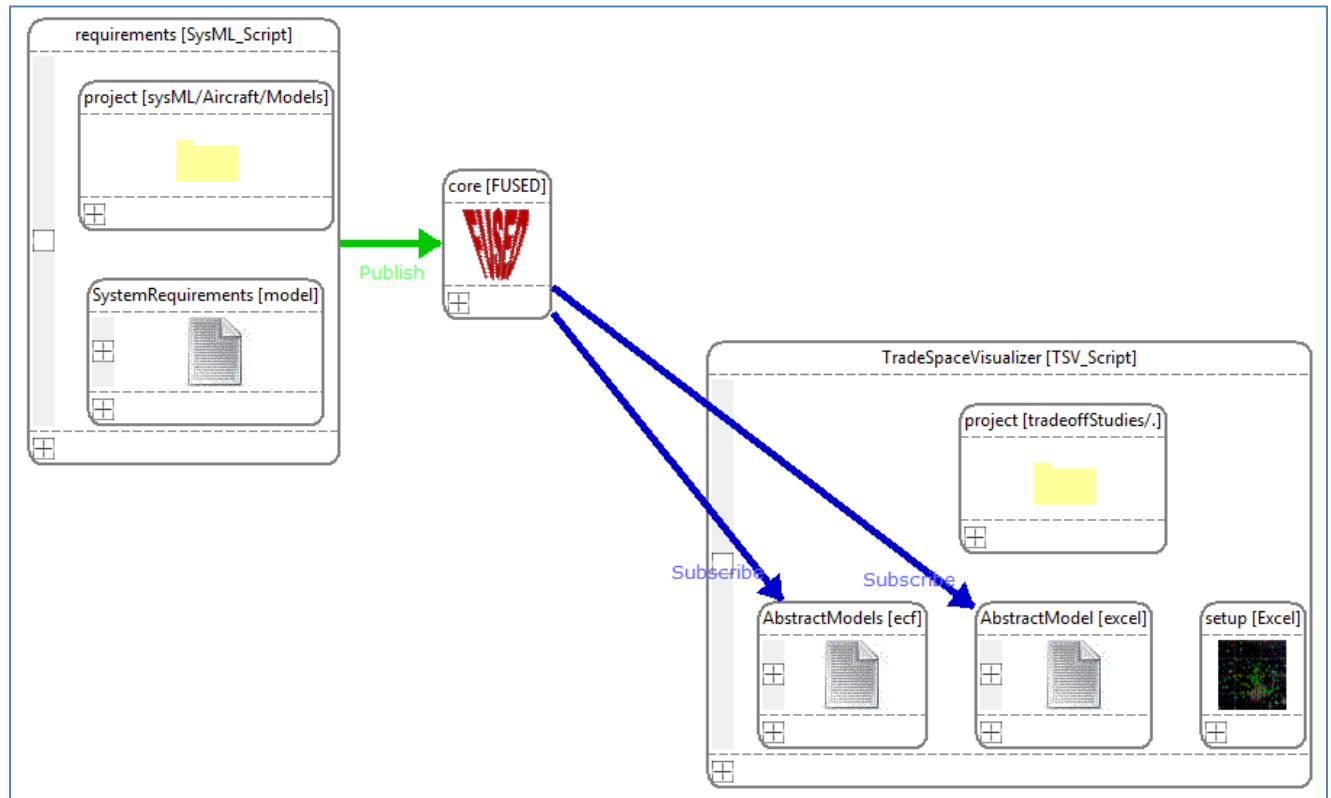 requirements [SysML_Script]
project [sysML/Aircraft/Models]
SystemRequirements [model]
Publish
core [FUSED]
FUSED
TradeSpaceVisualizer [TSV_Script]
project [tradeoffStudies/.]
Subscribe
Subscribe
AbstractModels [ecf]
AbstractModel [excel]
setup [Excel]